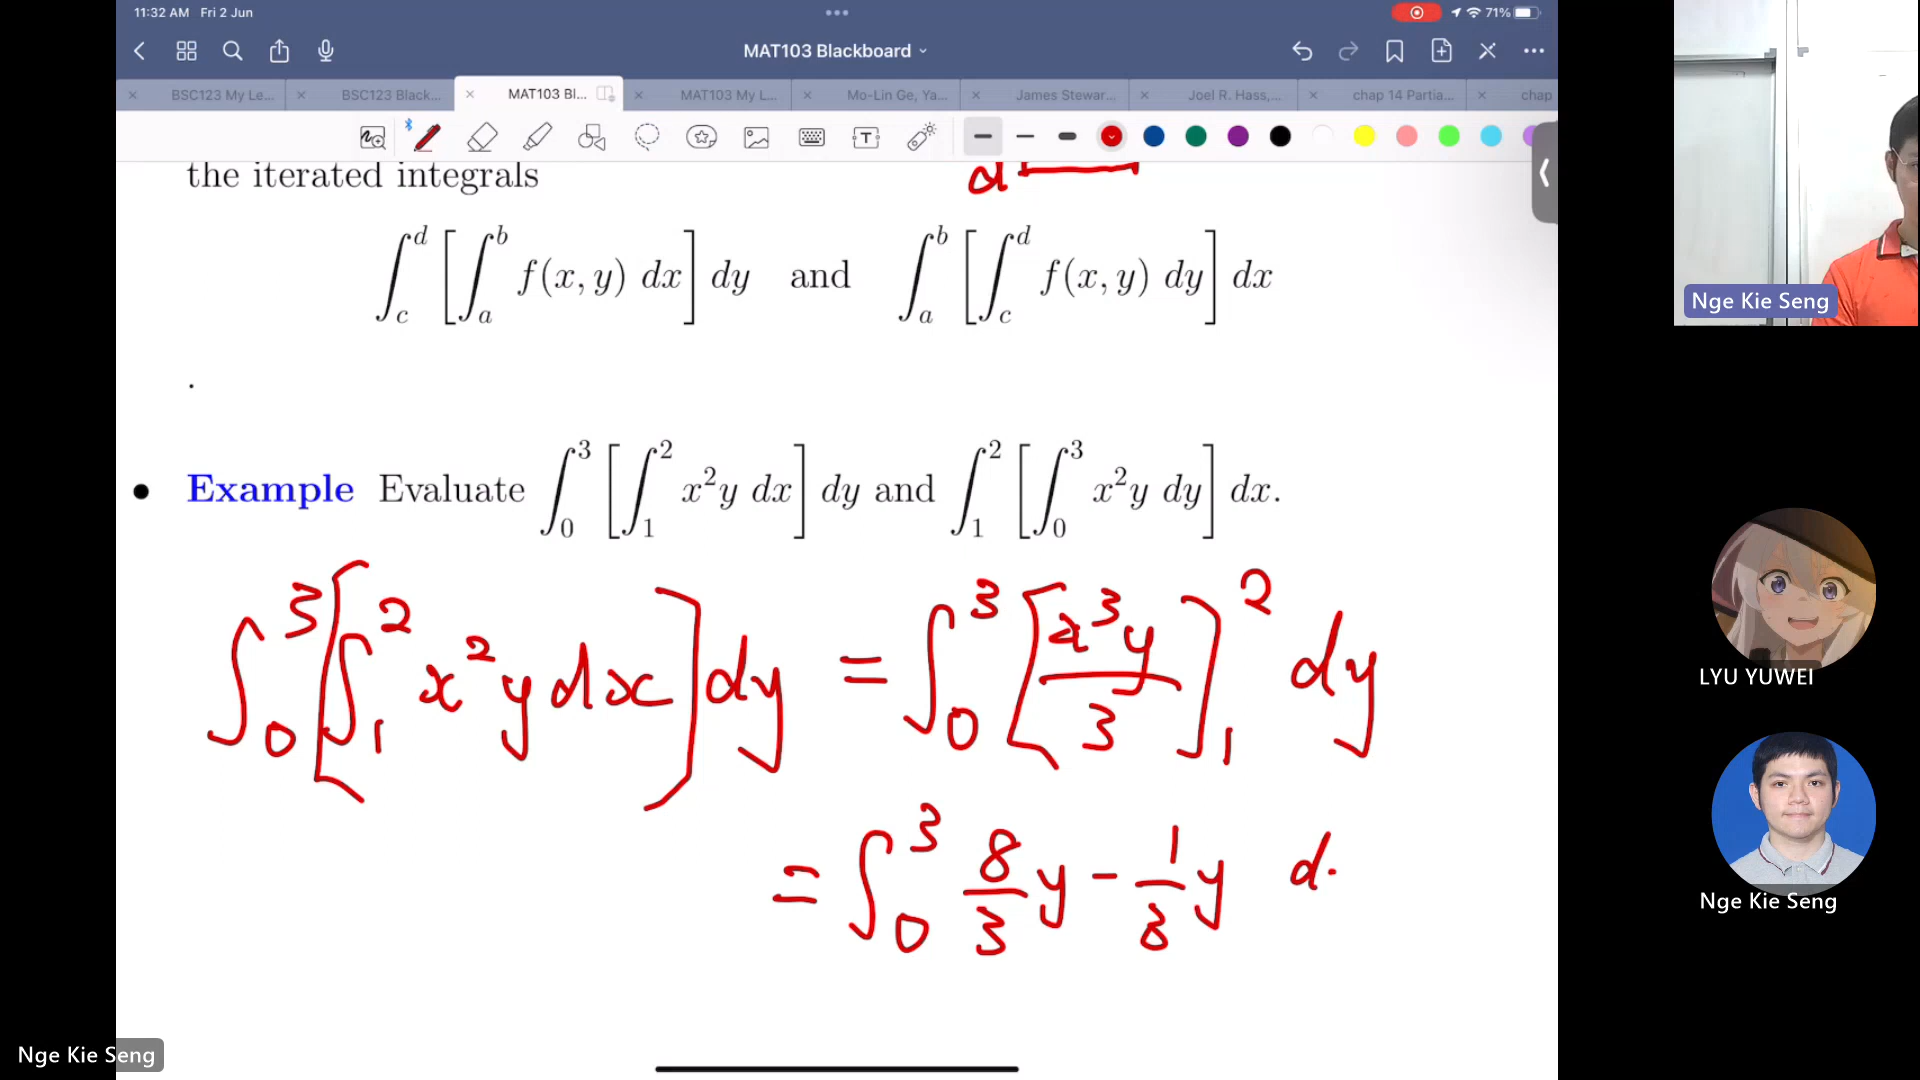 11:32 AM Fri 2 Jun
71%
MAT103 Blackboard
BSC123 My Le... BSC123 Black... MAT103 Bl... MAT103 My L... Mo-Lin Ge, Ya... James Stewar... Joel R. Hass,... chap 14 Partia... chap
the iterated integrals
d
∫_c^d [∫_a^b f(x, y) dx] dy and ∫_a^b [∫_c^d f(x, y) dy] dx
.
• Example Evaluate ∫_0^3 [∫_1^2 x²y dx] dy and ∫_1^2 [∫_0^3 x²y dy] dx.
∫_0^3 [∫_1^2 x²y dx] dy = ∫_0^3 [x³y/3]_1^2 dy
= ∫_0^3 8/3 y - 1/3 y d
Nge Kie Seng
LYU YUWEI
Nge Kie Seng
Nge Kie Seng